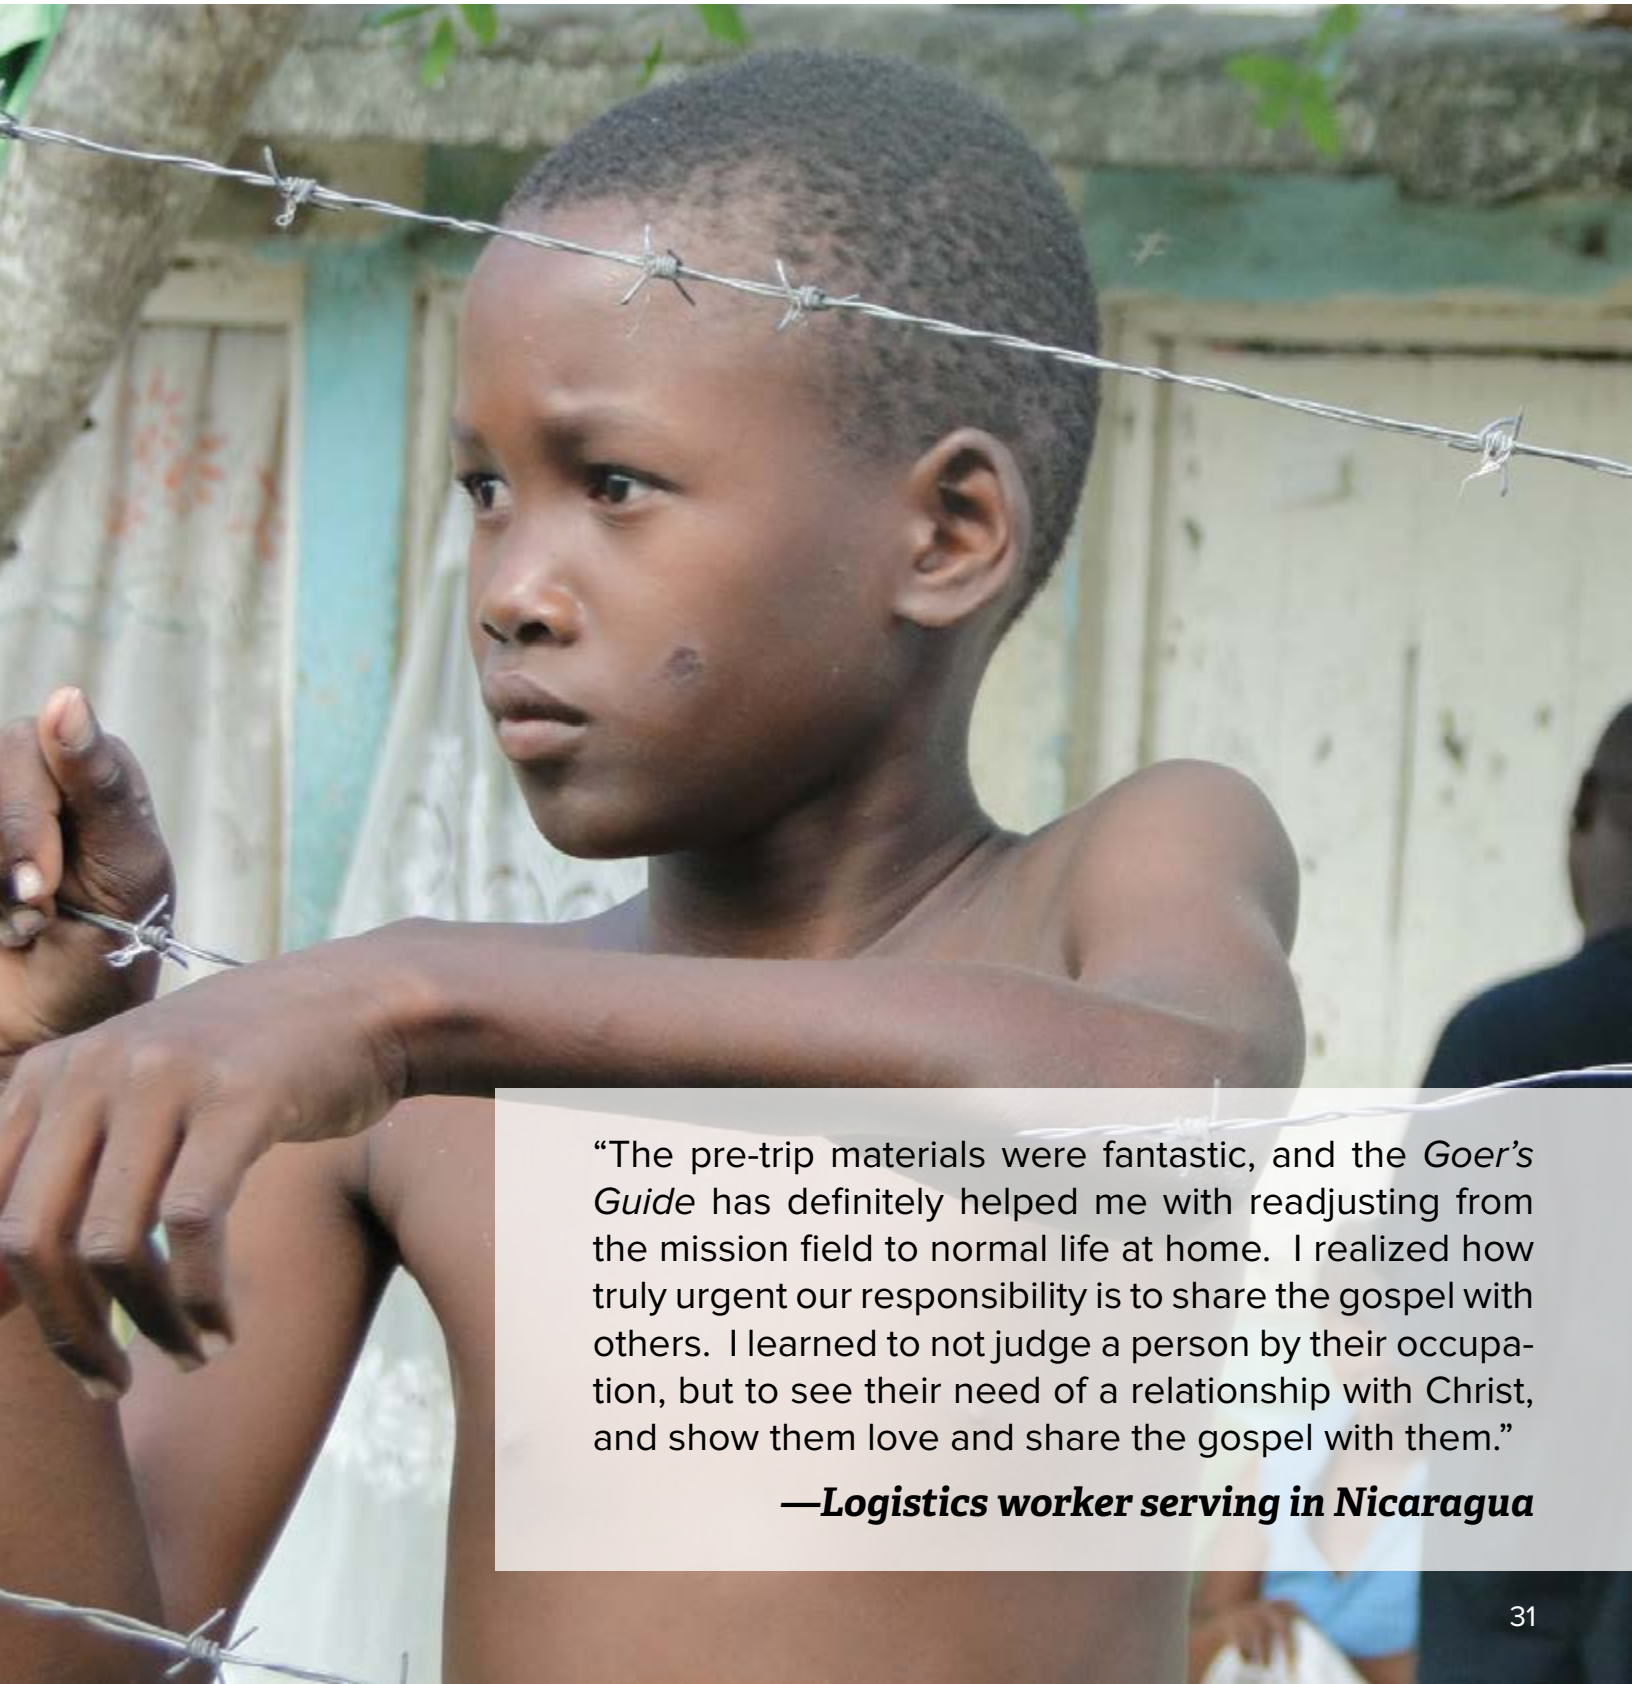 “The pre-trip materials were fantastic, and the Goer’s
Guide has definitely helped me with readjusting from
the mission field to normal life at home.  I realized how
truly urgent our responsibility is to share the gospel with
others.  I learned to not judge a person by their occupa-
tion, but to see their need of a relationship with Christ,
and show them love and share the gospel with them.”
—Logistics worker serving in Nicaragua
31